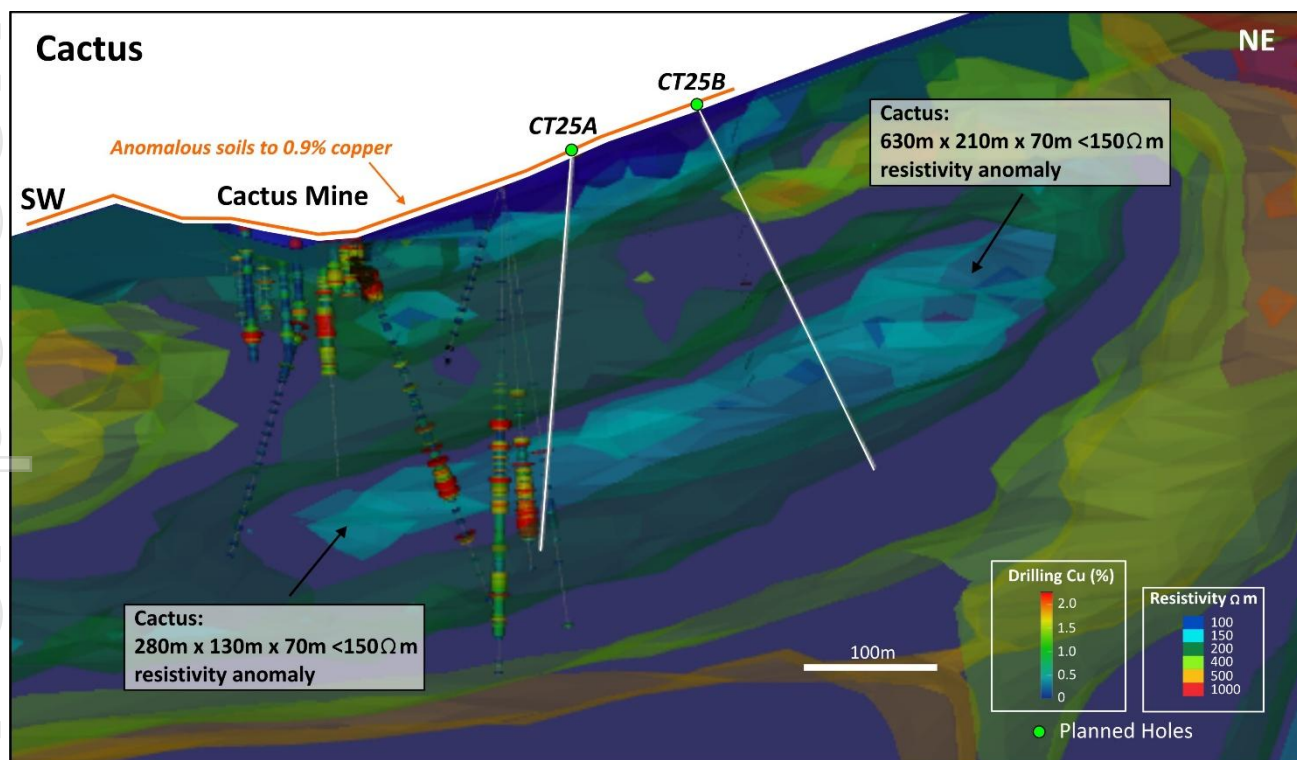 Cactus
NE
CT25B
CT25A
Cactus:
630m x 210m x 70m <150Ω m
resistivity anomaly
Anomalous soils to 0.9% copper
SW
Cactus Mine
Cactus:
280m x 130m x 70m <150Ω m
resistivity anomaly
100m
Drilling Cu (%)
2.0
1.5
1.0
0.5
0
Resistivity Ω m
100
150
200
400
500
1000
Planned Holes